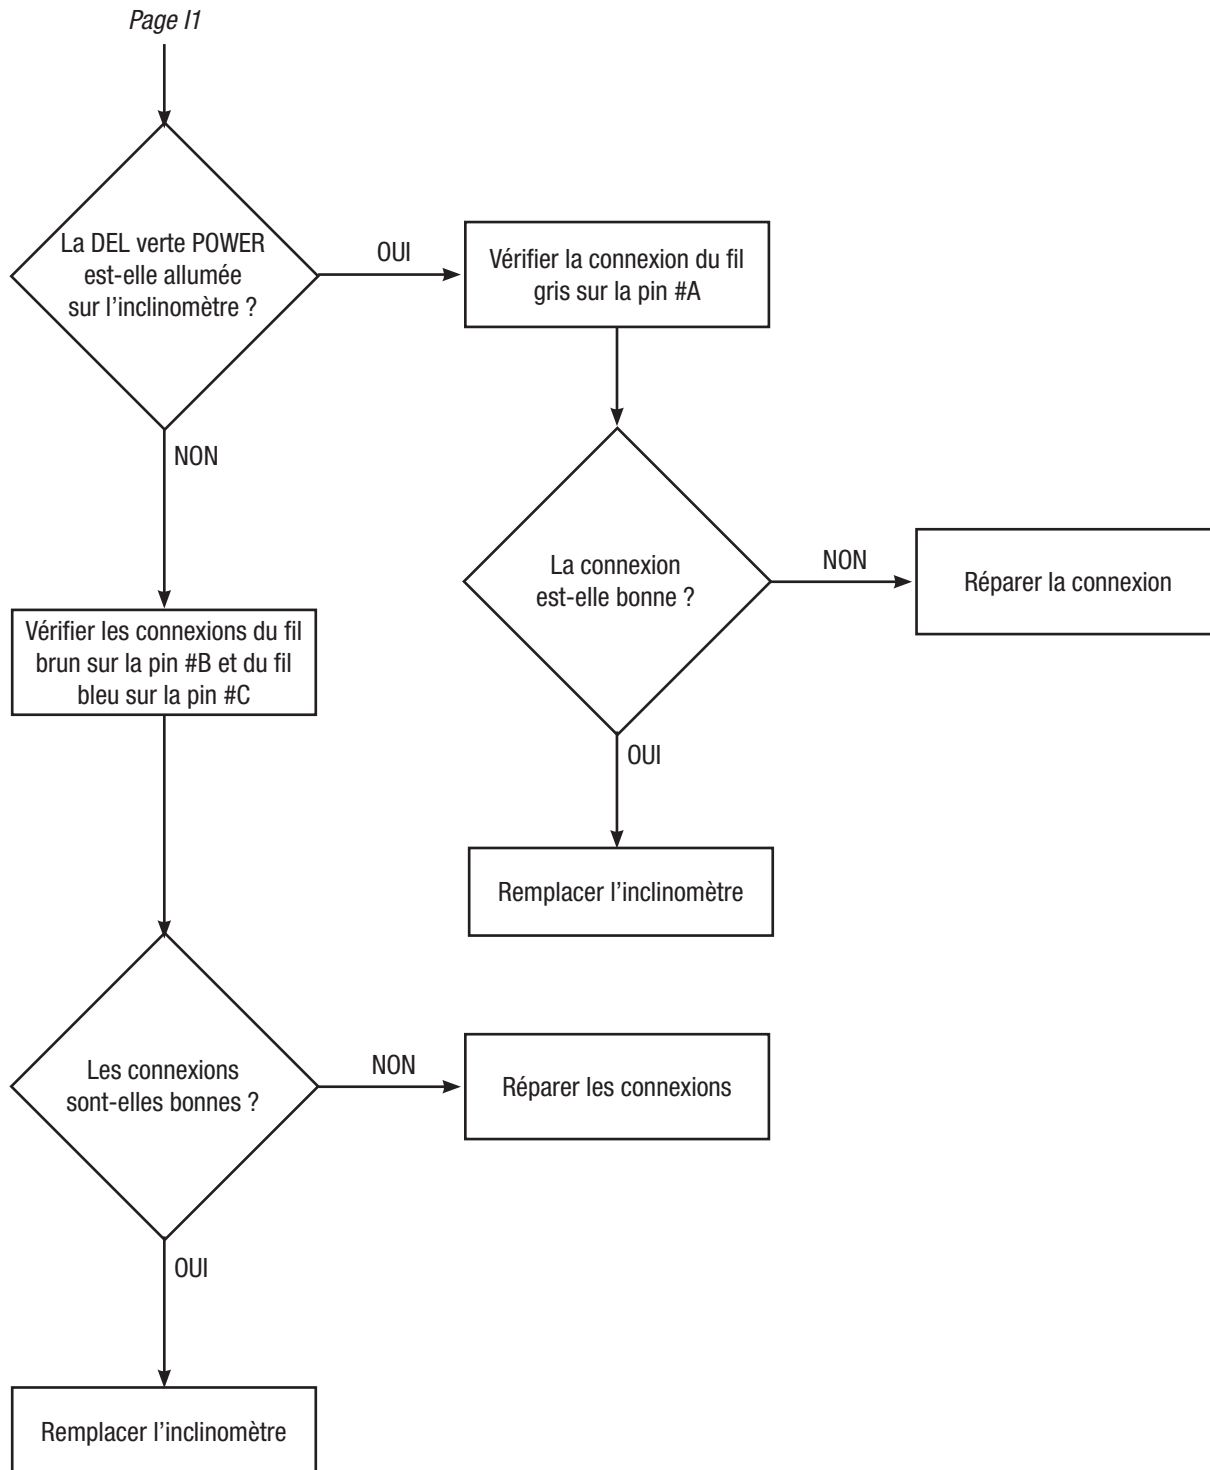 Page I1
La DEL verte POWER
est-elle allumée
sur l'inclinomètre ?
OUI
Vérifier la connexion du fil
gris sur la pin #A
NON
La connexion
est-elle bonne ?
NON
Réparer la connexion
Vérifier les connexions du fil
brun sur la pin #B et du fil
bleu sur la pin #C
OUI
Remplacer l'inclinomètre
Les connexions
sont-elles bonnes ?
NON
Réparer les connexions
OUI
Remplacer l'inclinomètre